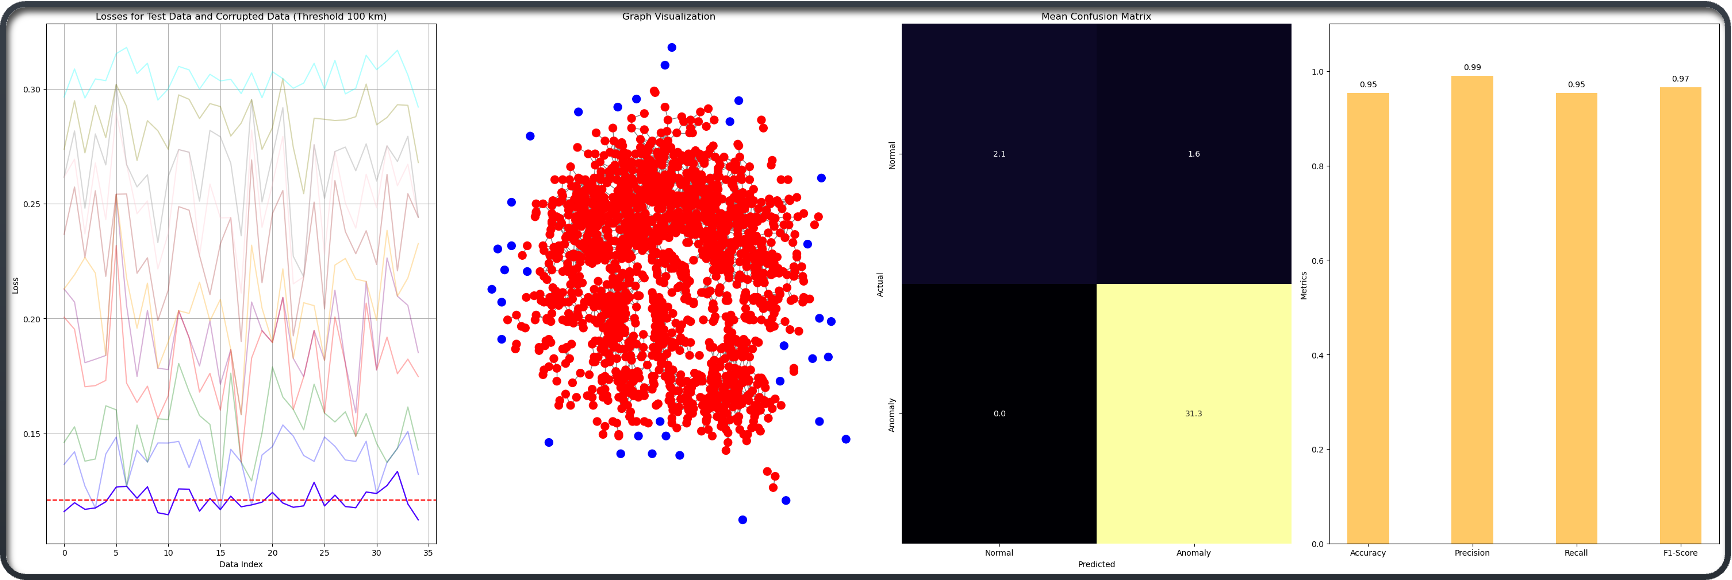 Losses for Test Data and Corrupted Data (Threshold 100 km)
Loss
0.30
0.25
0.20
0.15
0 5 10 15 20 25 30 35
Data Index
Graph Visualization
Mean Confusion Matrix
Actual
Normal
Anomaly
2.1 1.6
0.0 31.3
Normal Anomaly
Predicted
Metrics
1.0
0.8
0.6
0.4
0.2
0.0
0.95 0.99 0.95 0.97
Accuracy Precision Recall F1-Score